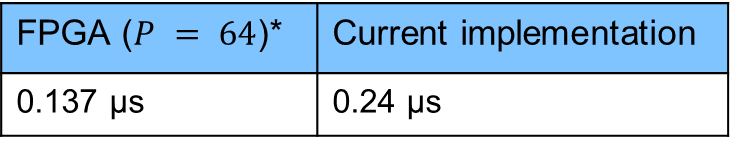 FPGA (P = 64)* Current implementation
0.137 µs 0.24 µs